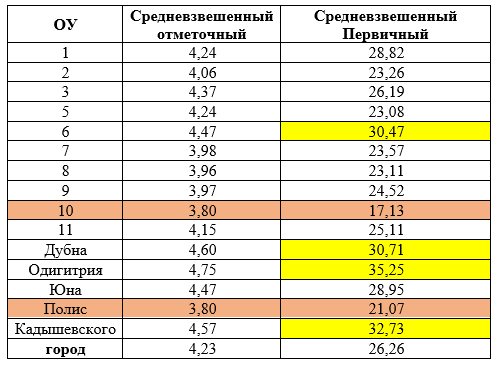 ОУ Средневзвешенный отметочный Средневзвешенный Первичный
1 4,24 28,82
2 4,06 23,26
3 4,37 26,19
5 4,24 23,08
6 4,47 30,47
7 3,98 23,57
8 3,96 23,11
9 3,97 24,52
10 3,80 17,13
11 4,15 25,11
Дубна 4,60 30,71
Одигитрия 4,75 35,25
Юна 4,47 28,95
Полис 3,80 21,07
Кадышевского 4,57 32,73
город 4,23 26,26